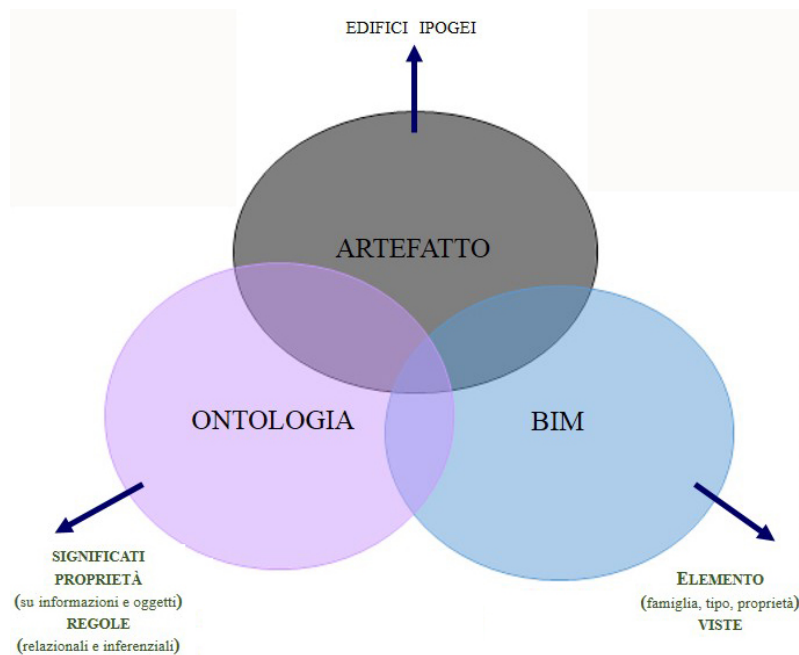 EDIFICI IPOGEI
ARTEFATTO
ONTOLOGIA
BIM
SIGNIFICATI
PROPRIETÀ
(su informazioni e oggetti)
REGOLE
(relazionali e inferenziali)
ELEMENTO
(famiglia, tipo, proprietà)
VISTE